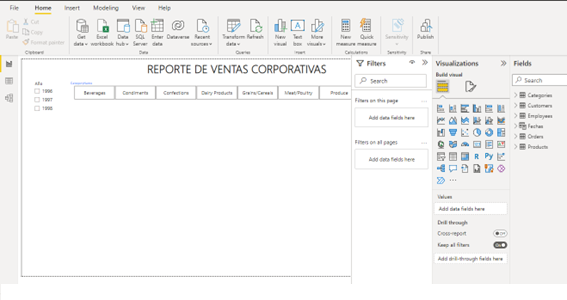 File Home Insert Modeling View Help
Paste
Cut
Copy
Format painter
Get data
Excel workbook
Data hub
SQL Server
Enter data
Dataverse
Recent sources
Transform data
Refresh
New visual
Text box
More visuals
New measure
Quick measure
Sensitivity
Publish
Clipboard Data Queries Insert Calculations Sensitivity Share
REPORTE DE VENTAS CORPORATIVAS
Año
1996
1997
1998
Beverages Condiments Confections Dairy Products Grains/Cereals Meat/Poultry Produce
Filters
Search
Filters on this page
Add data fields here
Filters on all pages
Add data fields here
Visualizations
Build visual
R Py
Values
Add data fields here
Drill through
Cross-report Off
Keep all filters On
Add drill-through fields here
Fields
Search
Categories
Customers
Employees
Fechas
Orders
Products